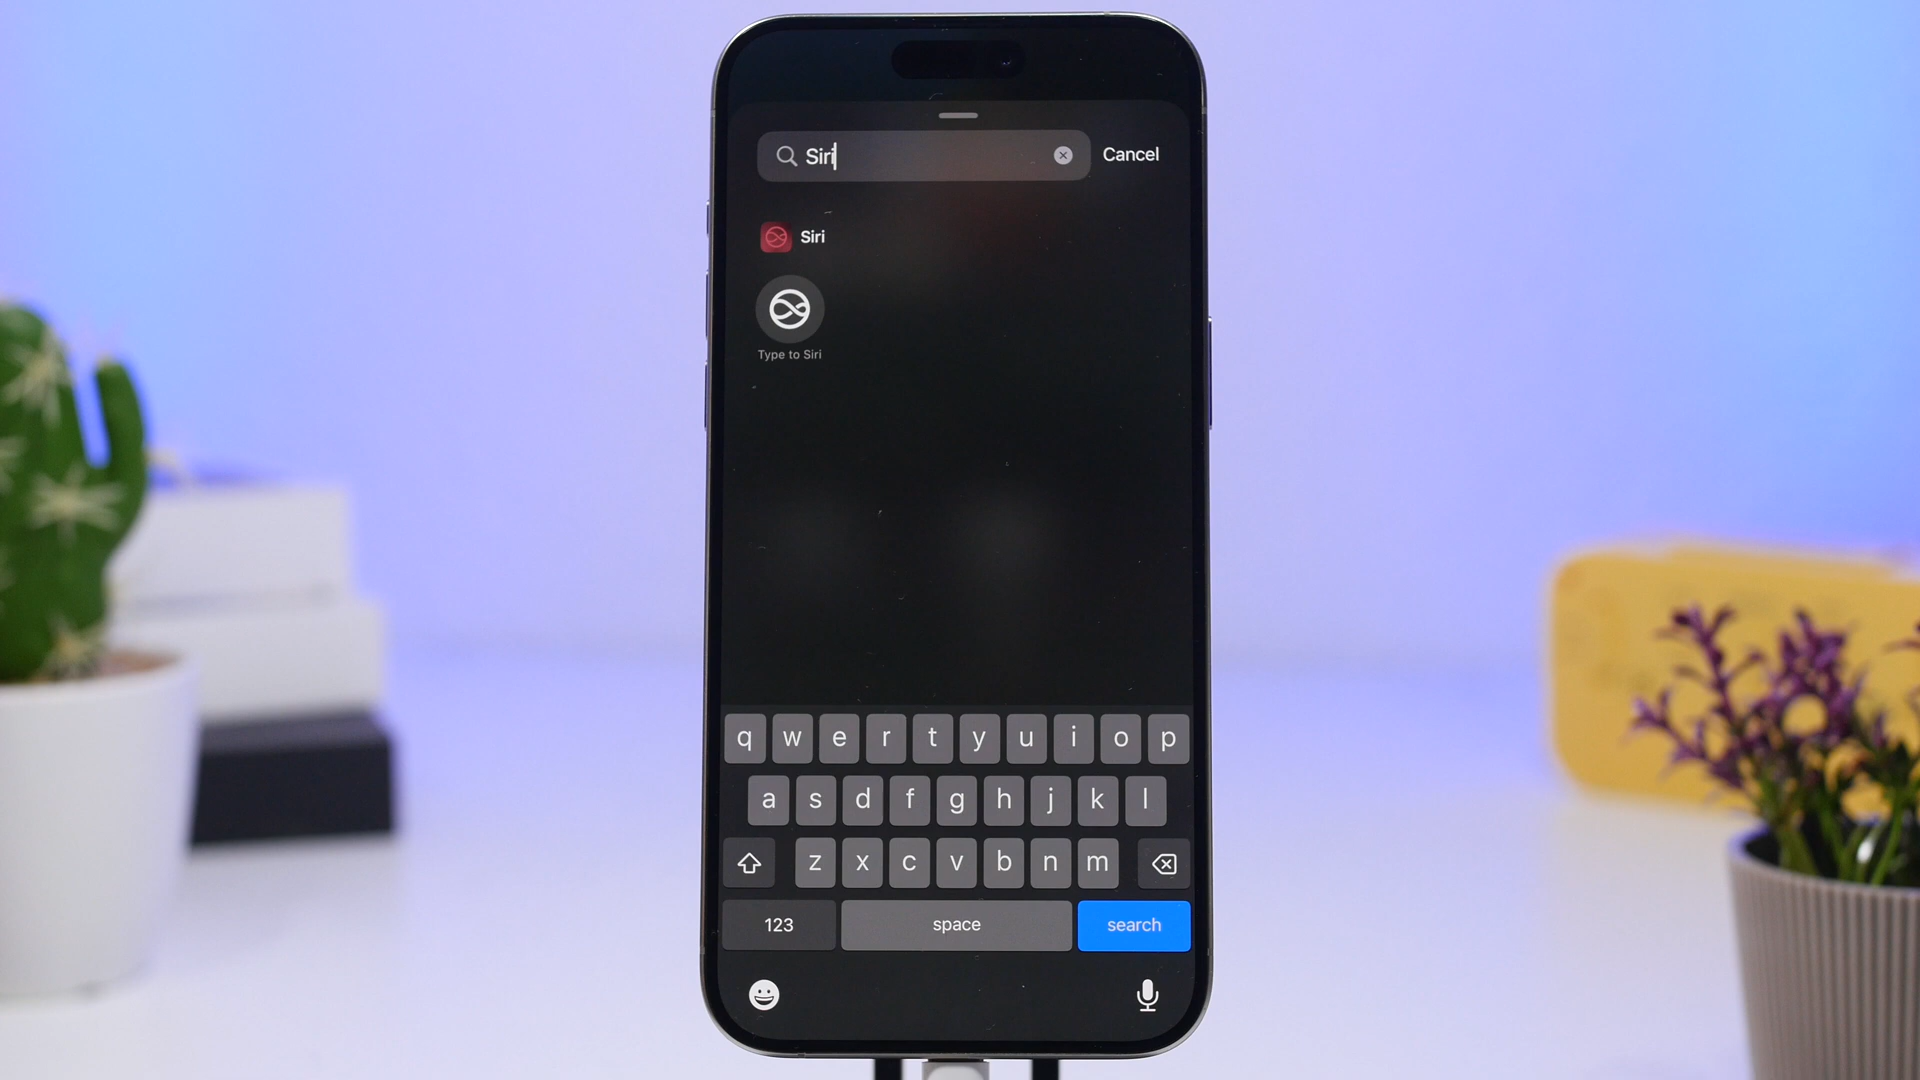 Siri
Cancel
Siri
Type to Siri
q w e r t y u i o p
a s d f g h j k l
z x c v b n m
123
space
search